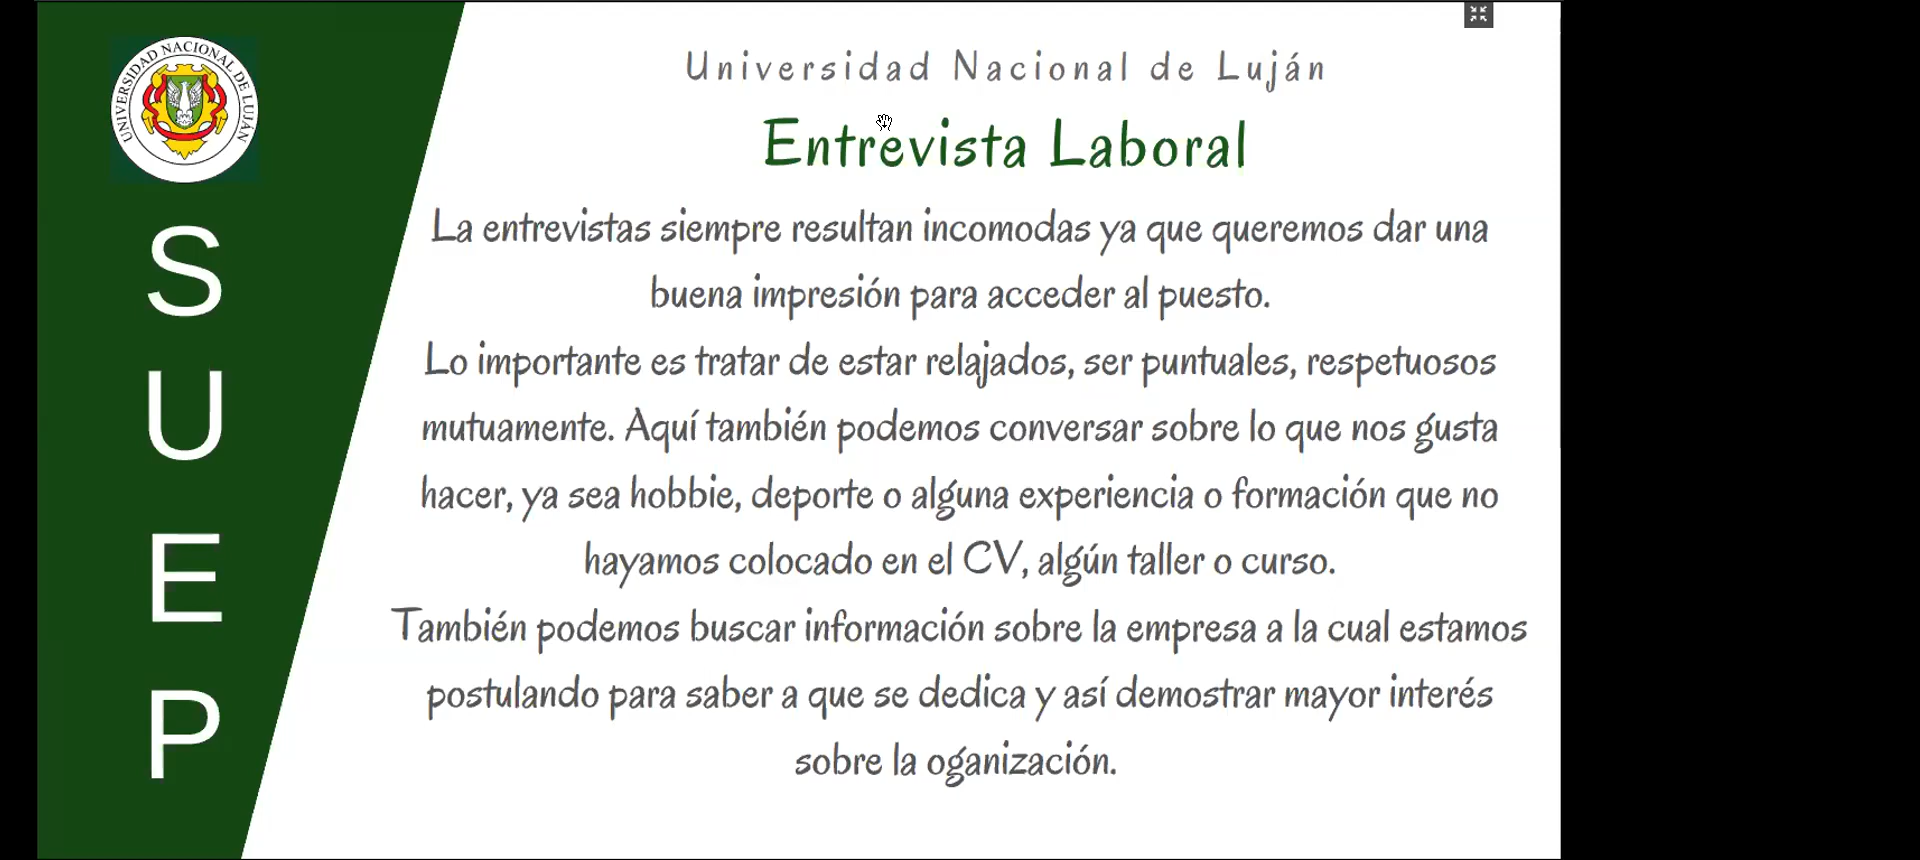 UNIVERSIDAD NACIONAL DE LUJÁN
S
U
E
P
Universidad Nacional de Luján
Entrevista Laboral
La entrevistas siempre resultan incomodas ya que queremos dar una
buena impresión para acceder al puesto.
Lo importante es tratar de estar relajados, ser puntuales, respetuosos
mutuamente. Aquí también podemos conversar sobre lo que nos gusta
hacer, ya sea hobbie, deporte o alguna experiencia o formación que no
hayamos colocado en el CV, algún taller o curso.
También podemos buscar información sobre la empresa a la cual estamos
postulando para saber a que se dedica y así demostrar mayor interés
sobre la oganización.